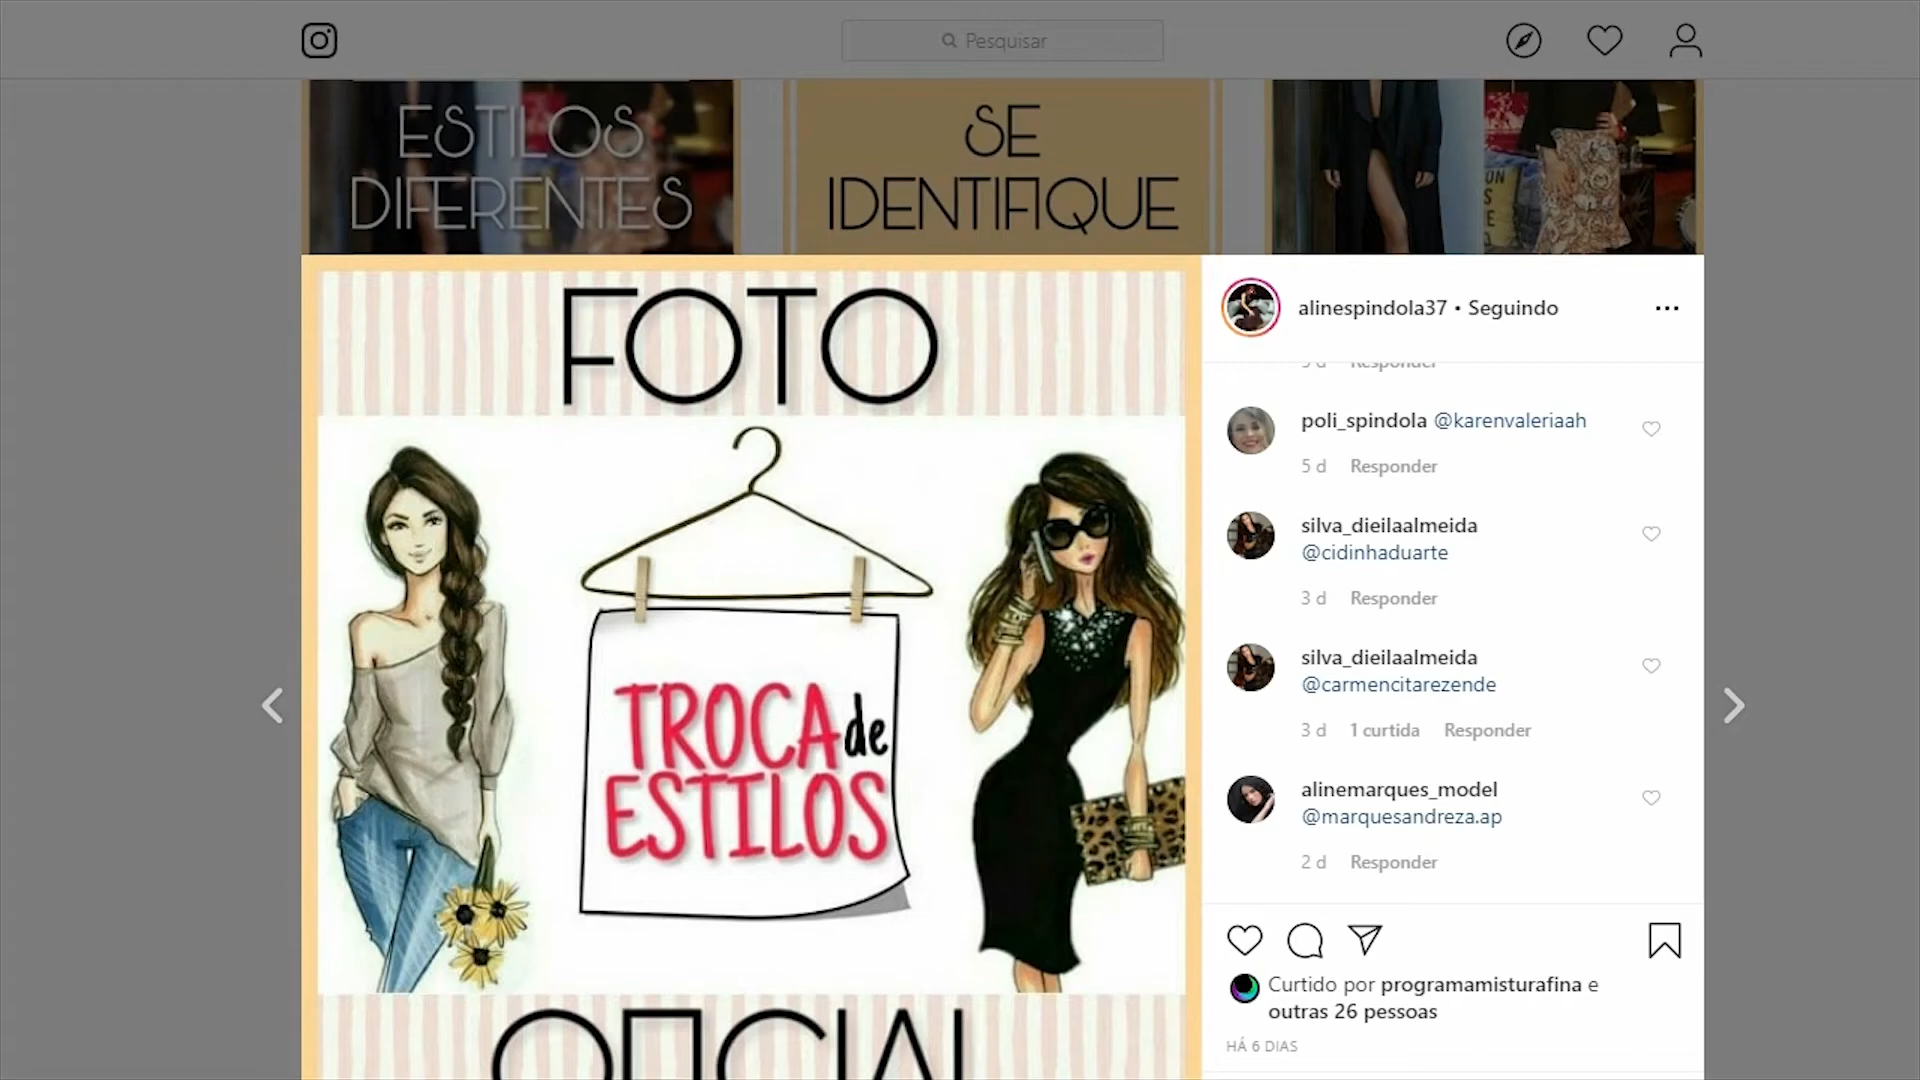 Pesquisar
ESTILOS
DIFERENTES
SE
IDENTIFIQUE
FOTO
TROCA de
ESTILOS
OFICIAL
alinespindola37 • Seguindo
Responder
poli_spindola @karenvaleriaah
5 d Responder
silva_dieilaalmeida
@cidinhaduarte
3 d Responder
silva_dieilaalmeida
@carmencitarezende
3 d 1 curtida Responder
alinemarques_model
@marquesandreza.ap
2 d Responder
Curtido por programamisturafina e
outras 26 pessoas
HÁ 6 DIAS